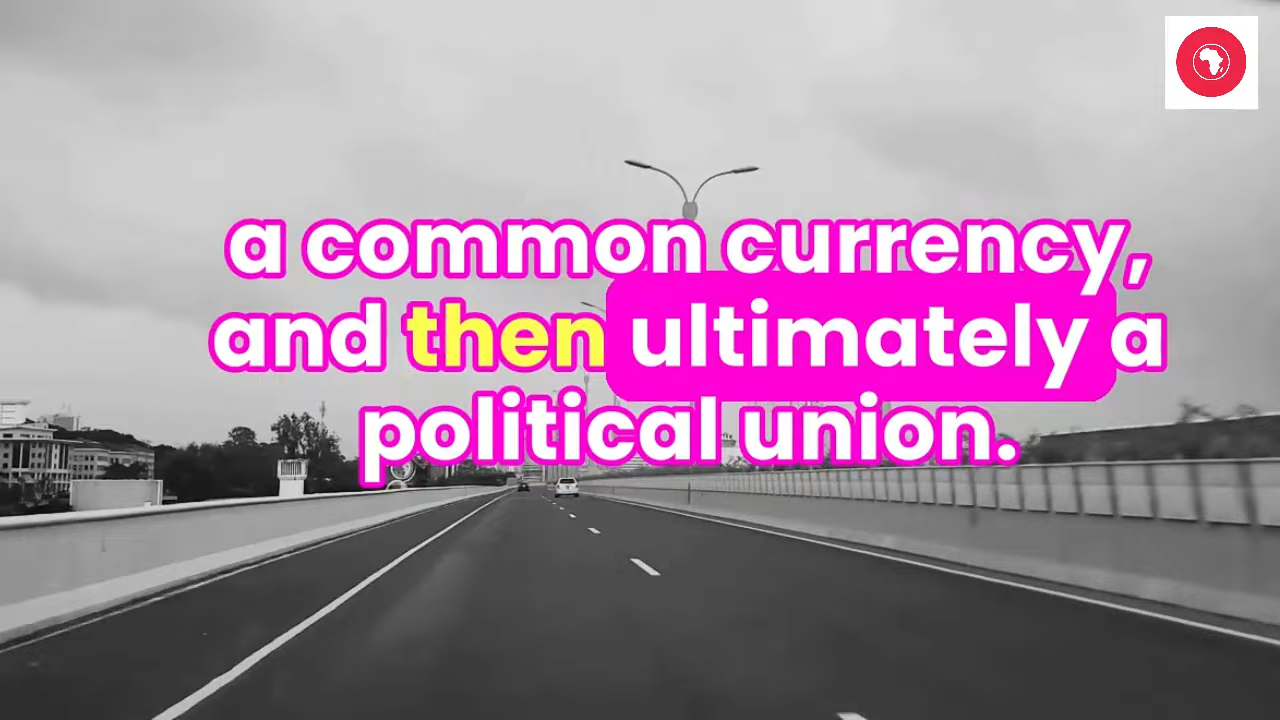 a common currency,
and then ultimately a
political union.